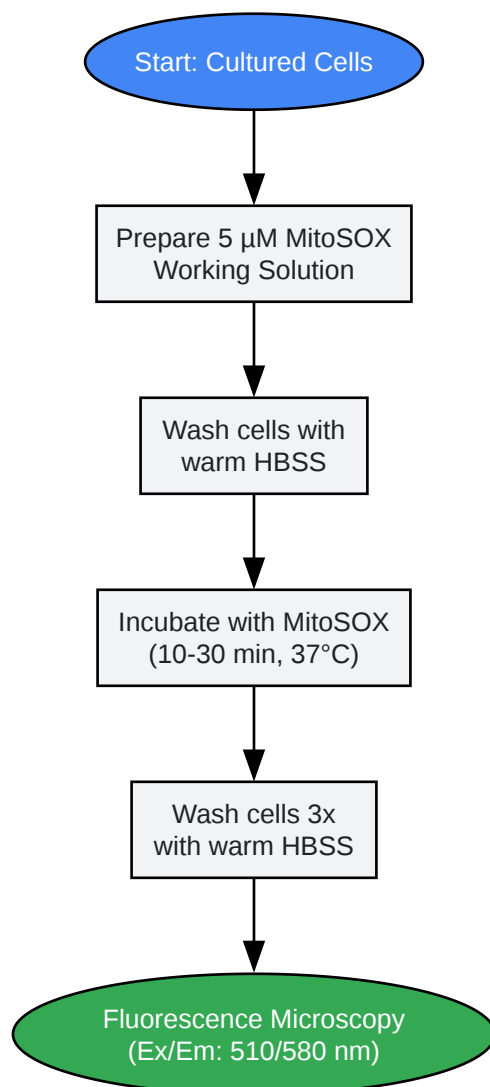 Start: Cultured Cells
Prepare 5 µM MitoSOX
Working Solution
Wash cells with
warm HBSS
Incubate with MitoSOX
(10-30 min, 37°C)
Wash cells 3x
with warm HBSS
Fluorescence Microscopy
(Ex/Em: 510/580 nm)